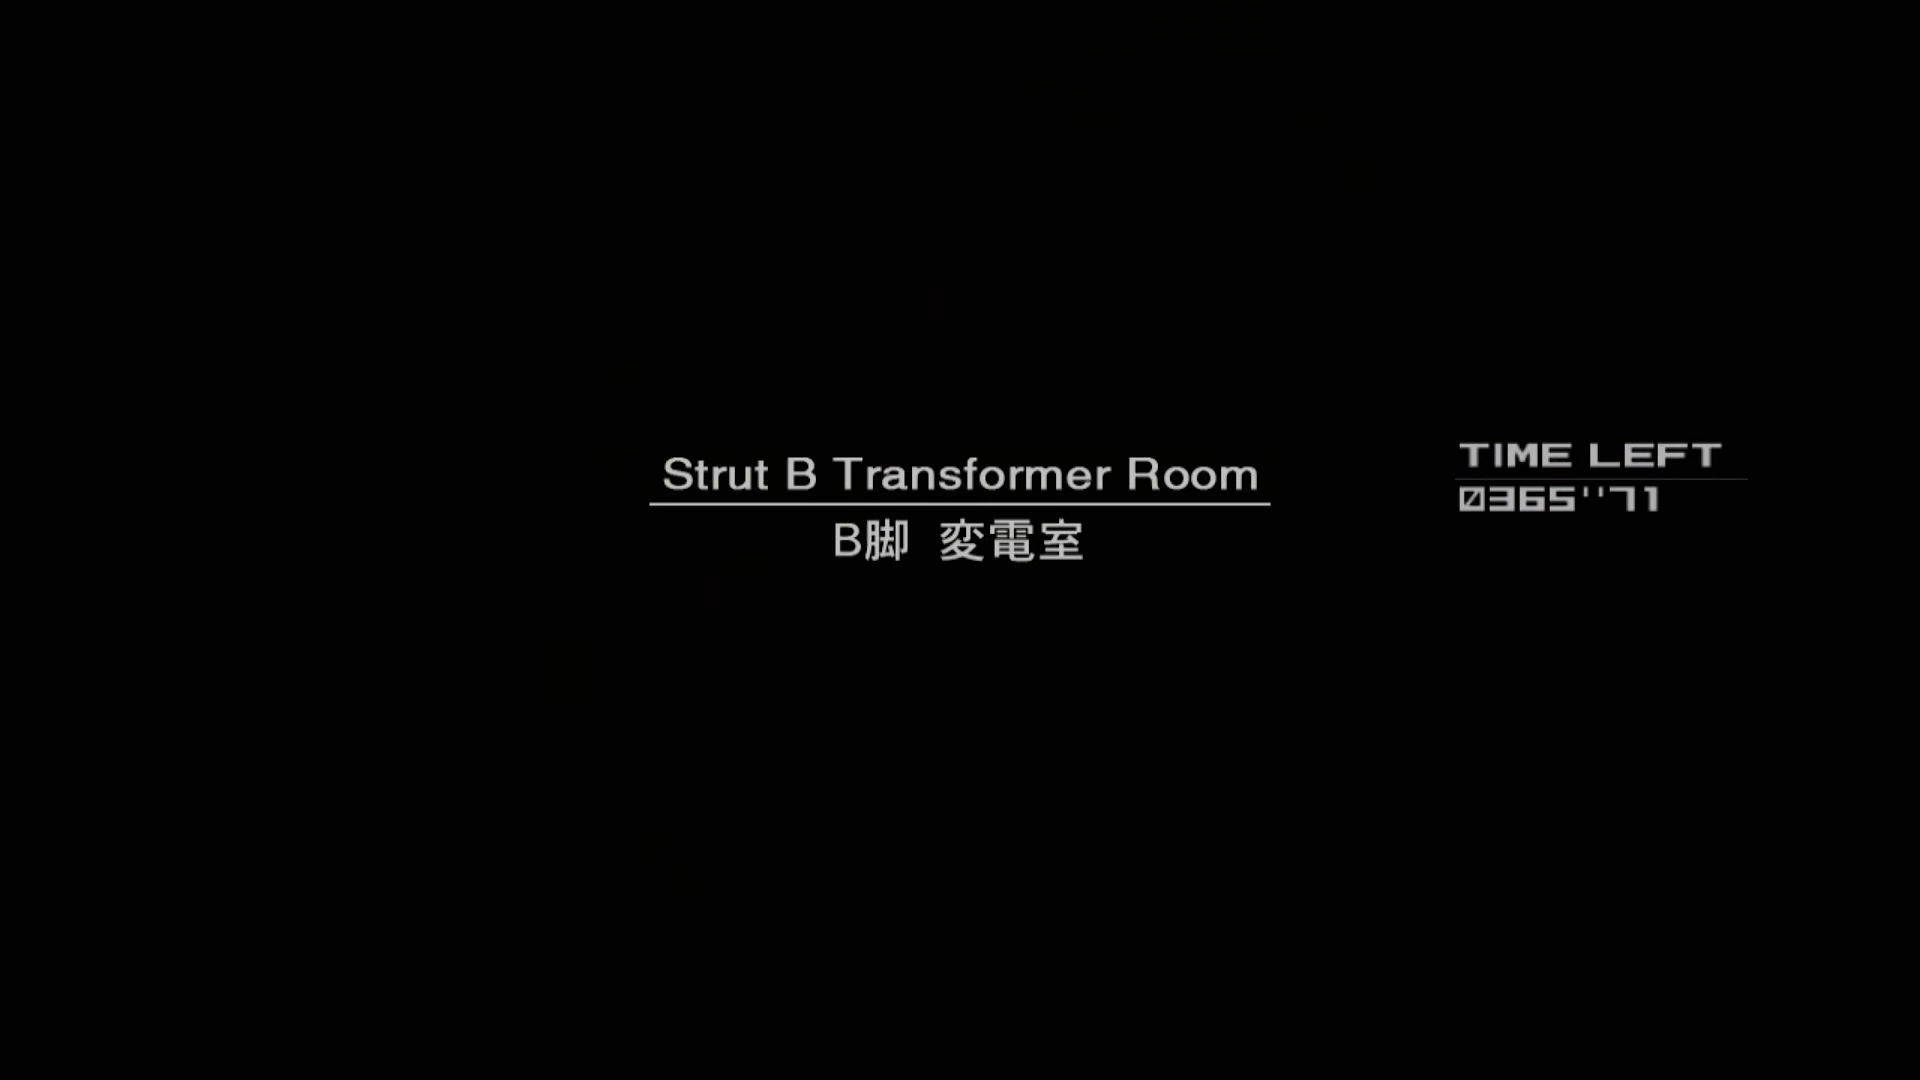 Strut B Transformer Room
B脚 変電室
TIME LEFT
0365''71